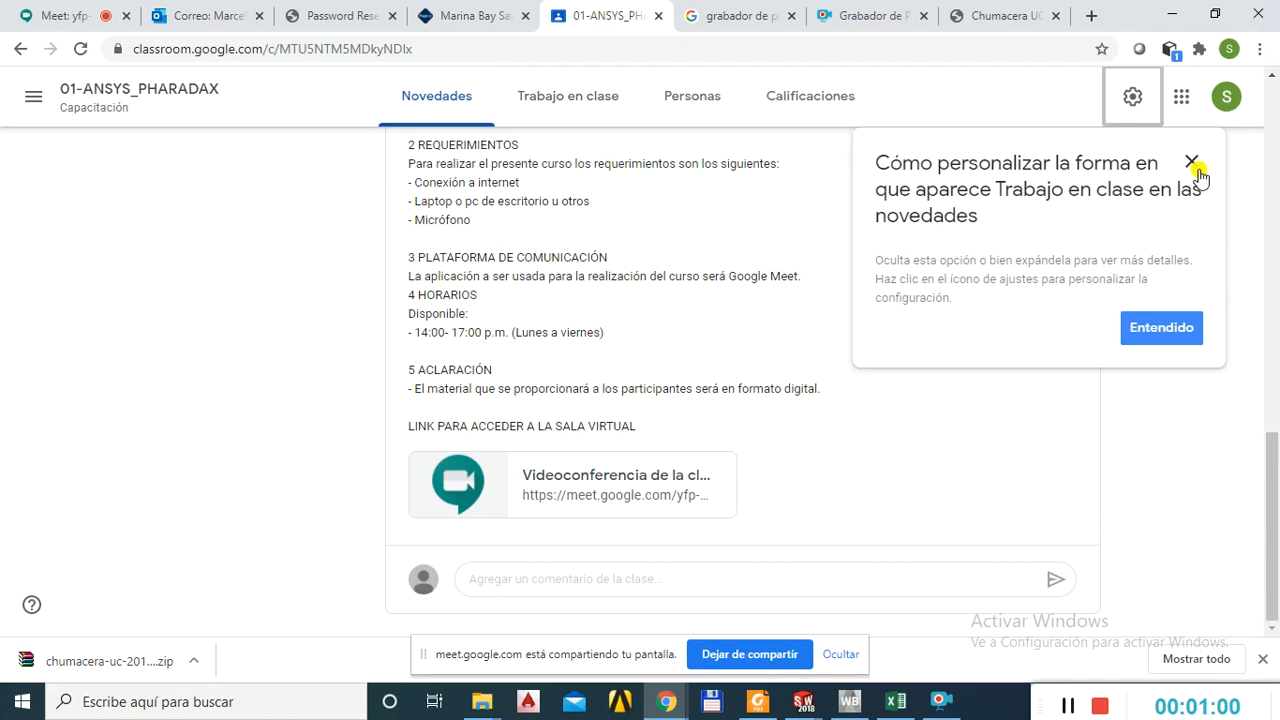 Meet: yfp-
Correo: Marcel
Password Rese
Marina Bay Sa
01-ANSYS_PH
grabador de p
Grabador de P
Chumacera UC
classroom.google.com/c/MTU5NTM5MDkyNDIx
S
01-ANSYS_PHARADAX
Capacitación
Novedades
Trabajo en clase
Personas
Calificaciones
S
2 REQUERIMIENTOS
Para realizar el presente curso los requerimientos son los siguientes:
- Conexión a internet
- Laptop o pc de escritorio u otros
- Micrófono
3 PLATAFORMA DE COMUNICACIÓN
La aplicación a ser usada para la realización del curso será Google Meet.
4 HORARIOS
Disponible:
- 14:00- 17:00 p.m. (Lunes a viernes)
5 ACLARACIÓN
- El material que se proporcionará a los participantes será en formato digital.
LINK PARA ACCEDER A LA SALA VIRTUAL
Videoconferencia de la cl...
https://meet.google.com/yfp-...
Cómo personalizar la forma en
que aparece Trabajo en clase en las
novedades
Oculta esta opción o bien expándela para ver más detalles.
Haz clic en el ícono de ajustes para personalizar la
configuración.
Entendido
Agregar un comentario de la clase...
Activar Windows
Ve a Configuración para activar Windows.
chumacera-uc-201....zip
meet.google.com está compartiendo tu pantalla.
Dejar de compartir
Ocultar
Mostrar todo
Escribe aquí para buscar
00:01:00